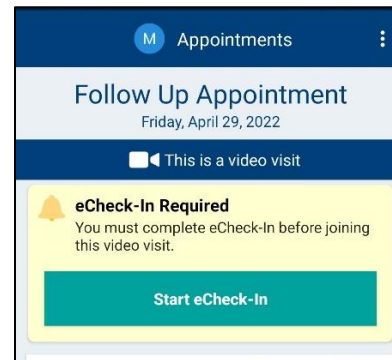 M Appointments
Follow Up Appointment
Friday, April 29, 2022
This is a video visit
eCheck-In Required
You must complete eCheck-In before joining
this video visit.
Start eCheck-In